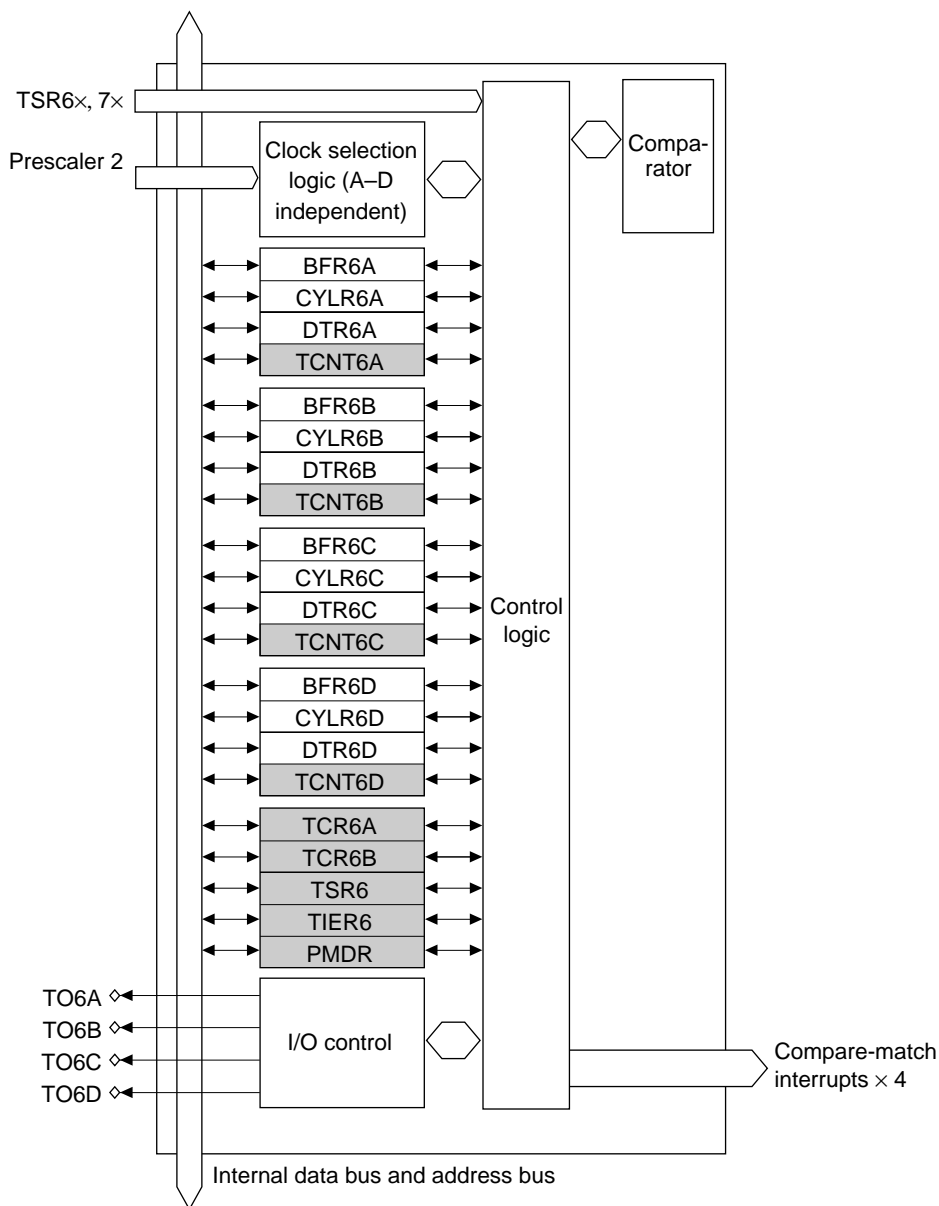 TSR6×, 7×
Prescaler 2
Clock selection
logic (A–D
independent)
Compa-
rator
BFR6A
CYLR6A
DTR6A
TCNT6A
BFR6B
CYLR6B
DTR6B
TCNT6B
BFR6C
CYLR6C
DTR6C
TCNT6C
Control
logic
BFR6D
CYLR6D
DTR6D
TCNT6D
TCR6A
TCR6B
TSR6
TIER6
PMDR
TO6A
TO6B
TO6C
TO6D
I/O control
Compare-match
interrupts × 4
Internal data bus and address bus